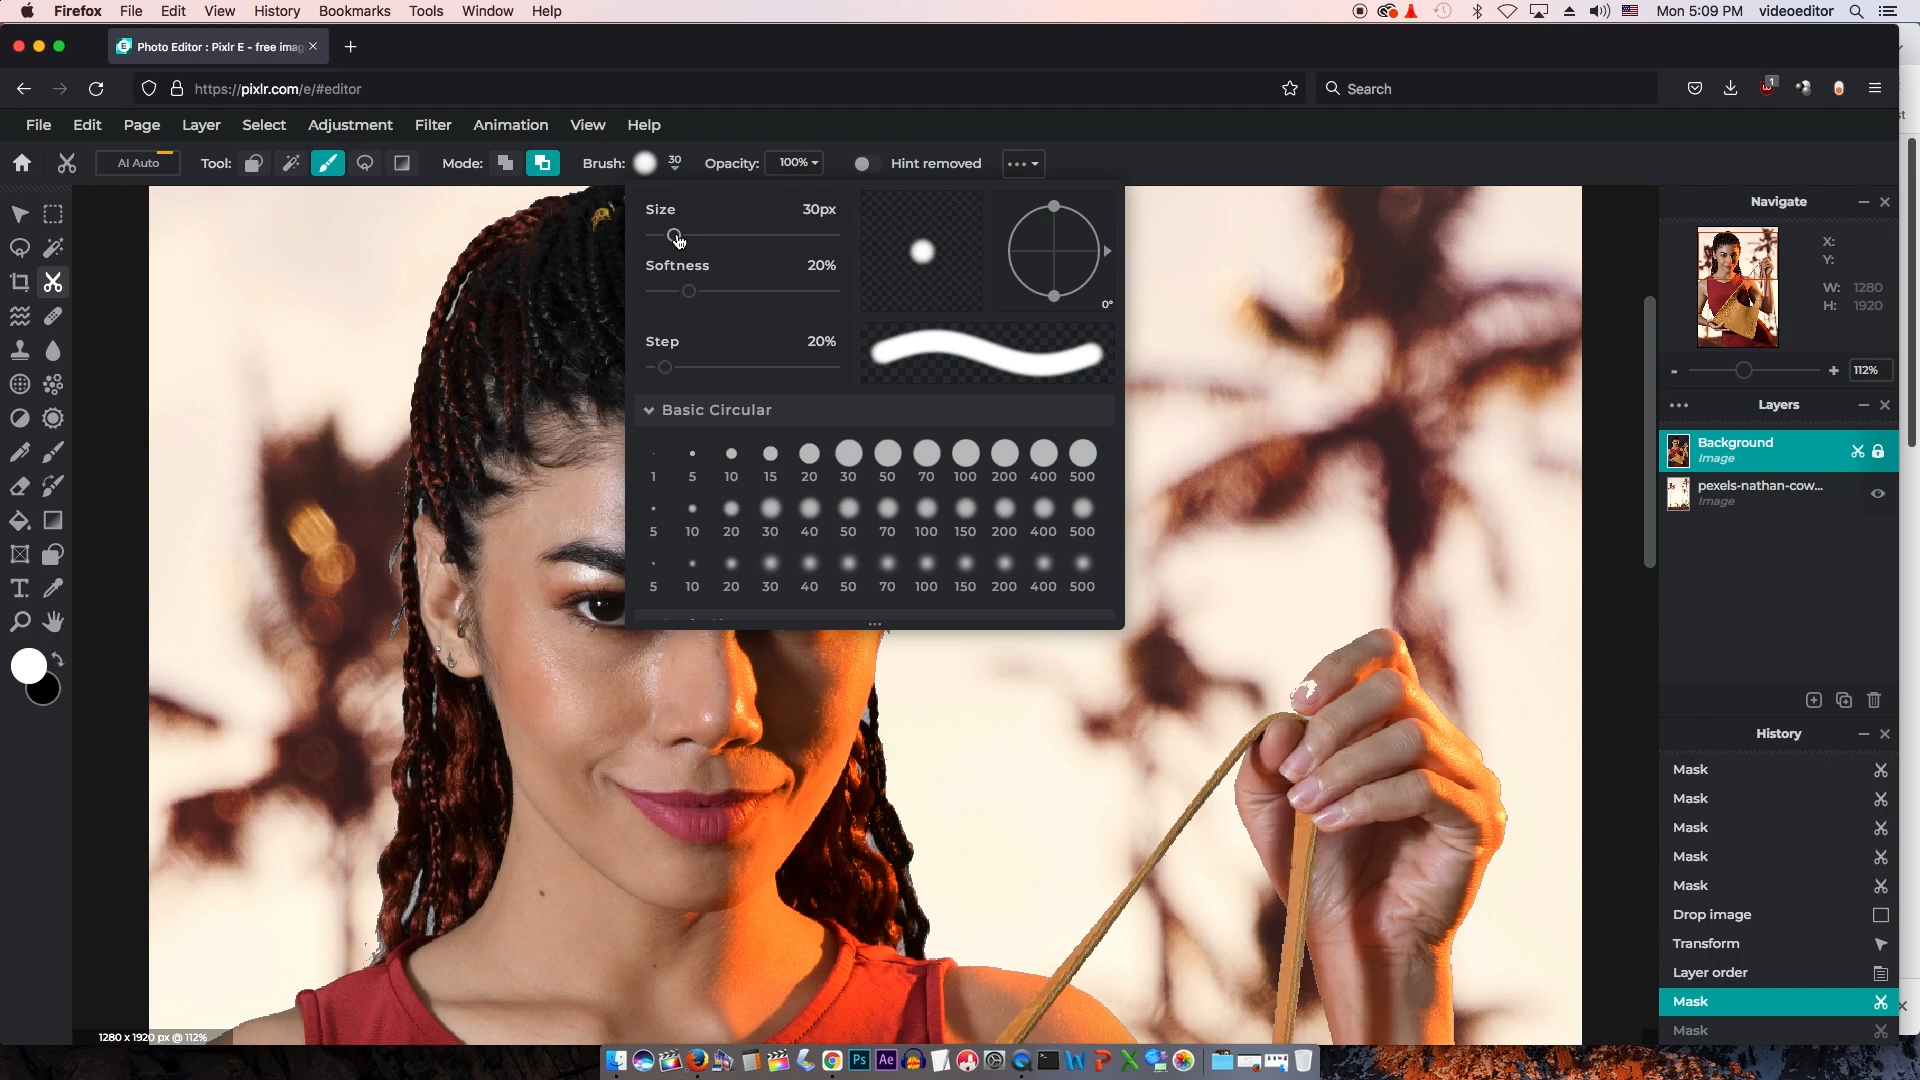 Firefox File Edit View History Bookmarks Tools Window Help Mon 5:09 PM videoeditor
Photo Editor : Pixlr E - free imag
https://pixlr.com/e/#editor Search 1
File Edit Page Layer Select Adjustment Filter Animation View Help
AI Auto Tool: Mode: Brush: 30 Opacity: 100% Hint removed
Size 30px
Softness 20%
0°
Step 20%
Basic Circular
1 5 10 15 20 30 50 70 100 200 400 500
5 10 20 30 40 50 70 100 150 200 400 500
5 10 20 30 40 50 70 100 150 200 400 500
Navigate
X:
Y:
W: 1280
H: 1920
- + 112%
Layers
Background
Image
pexels-nathan-cow...
Image
History
Mask
Mask
Mask
Mask
Mask
Drop image
Transform
Layer order
Mask
Mask
1280 x 1920 px @ 112%
Ps Ae